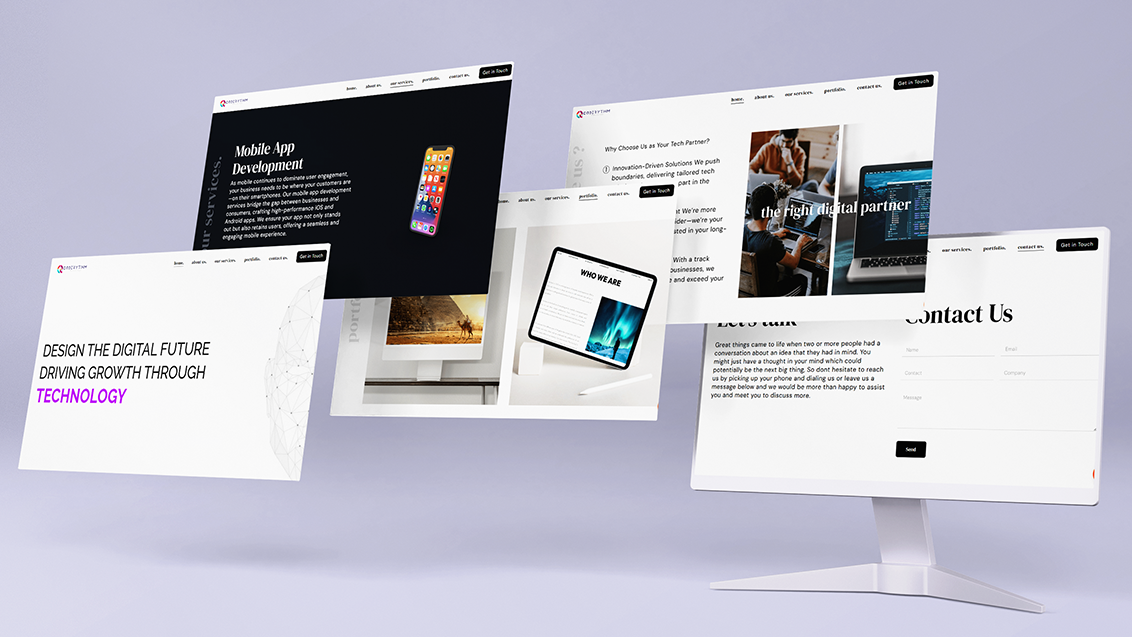 home. about us. our services. portfolio. contact us. Get in Touch
our services.
Mobile App
Development
As mobile continues to dominate user engagement,
your business needs to be where your customers are
—on their smartphones. Our mobile app development
services bridge the gap between businesses and
consumers, crafting high-performance iOS and
Android apps. We ensure your app not only stands
out but also retains users, offering a seamless and
engaging mobile experience.
home. about us. our services. portfolio. contact us. Get in Touch
us ?
Why Choose Us as Your Tech Partner?
1 Innovation-Driven Solutions We push
boundaries, delivering tailored tech
part in the
at We're more
ider—we're your
sted in your long-
With a track
businesses, we
e and exceed your
the right digital partner
home. about us. our services. portfolio. contact us. Get in Touch
portf
WHO WE ARE
home. about us. our services. portfolio. contact us. Get in Touch
DESIGN THE DIGITAL FUTURE
DRIVING GROWTH THROUGH
TECHNOLOGY
our services. portfolio. contact us. Get in Touch
Let's talk
Great things came to life when two or more people had a
conversation about an idea that they had in mind. You
might just have a thought in your mind which could
potentially be the next big thing, So dont hesitate to reach
us by picking up your phone and dialing us or leave us a
message below and we would be more than happy to assist
you and meet you to discuss more.
Contact Us
Name Email
Contact Company
Message
Send